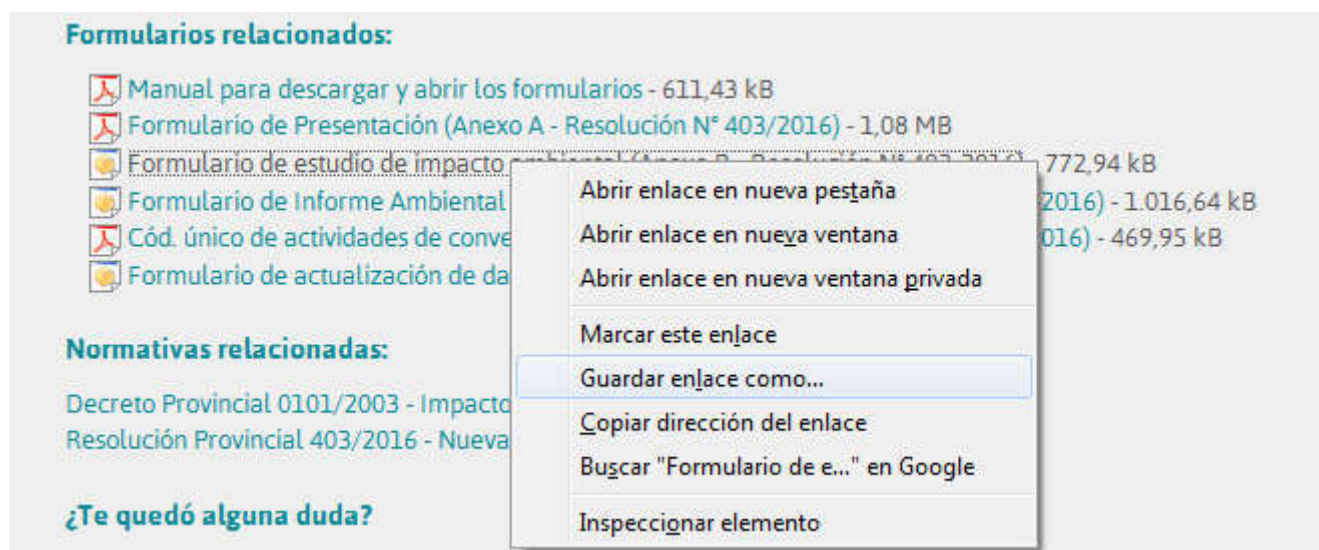 Formularios relacionados:
Manual para descargar y abrir los formularios - 611,43 kB
Formulario de Presentación (Anexo A - Resolución N° 403/2016) - 1,08 MB
Formulario de estudio de impacto ambiental (Anexo B - Resolución N° 403-2016) - 772,94 kB
Formulario de Informe Ambiental 2016) - 1.016,64 kB
Cód. único de actividades de conve 016) - 469,95 kB
Formulario de actualización de da
Abrir enlace en nueva pestaña
Abrir enlace en nueva ventana
Abrir enlace en nueva ventana privada
Marcar este enlace
Guardar enlace como...
Copiar dirección del enlace
Buscar "Formulario de e..." en Google
Inspeccionar elemento
Normativas relacionadas:
Decreto Provincial 0101/2003 - Impacto
Resolución Provincial 403/2016 - Nueva
¿Te quedó alguna duda?